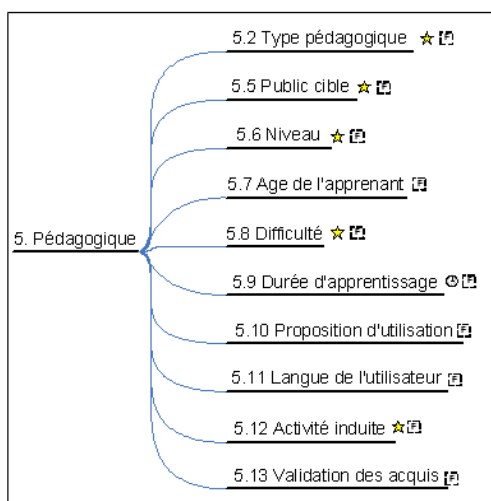 5.2 Type pédagogique
5.5 Public cible
5.6 Niveau
5.7 Age de l'apprenant
5. Pédagogique
5.8 Difficulté
5.9 Durée d'apprentissage
5.10 Proposition d'utilisation
5.11 Langue de l'utilisateur
5.12 Activité induite
5.13 Validation des acquis